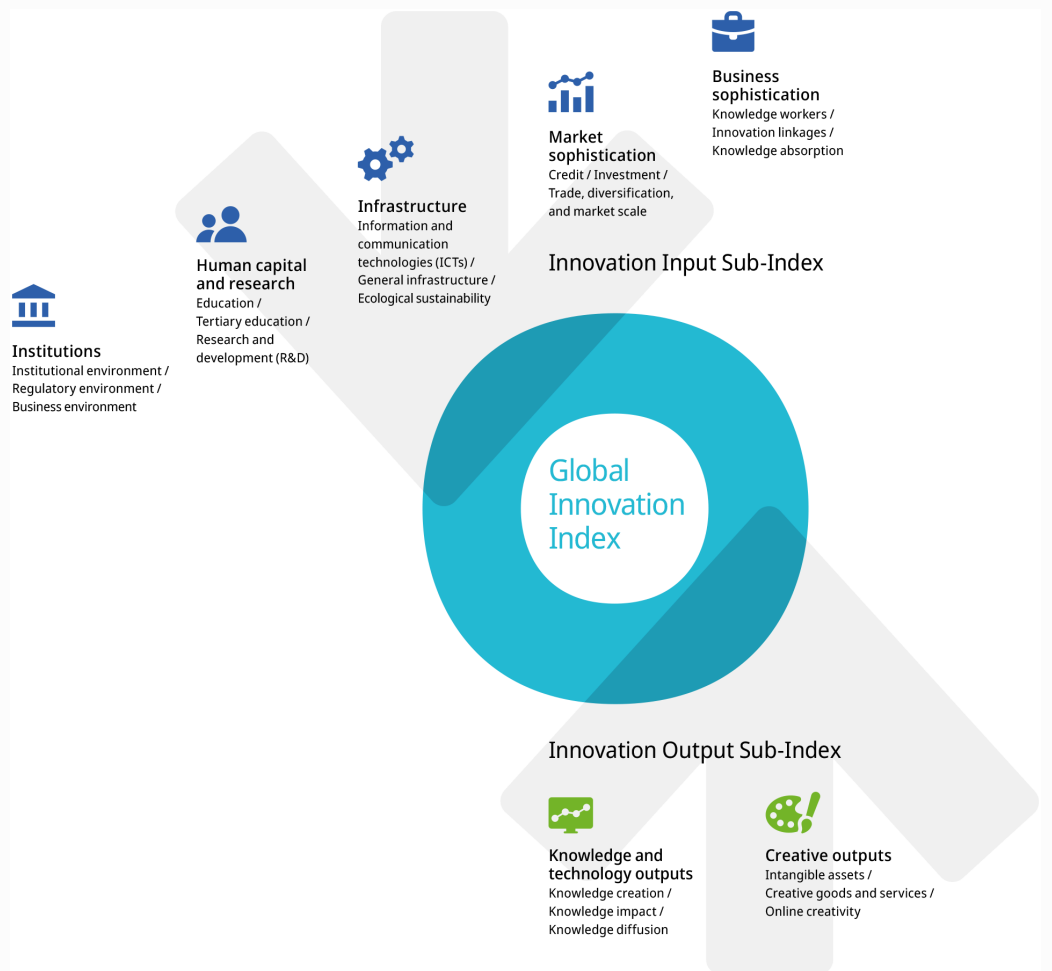 Business
sophistication
Knowledge workers /
Innovation linkages /
Knowledge absorption
Market
sophistication
Credit / Investment /
Trade, diversification,
and market scale
Infrastructure
Information and
communication
technologies (ICTs) /
General infrastructure /
Ecological sustainability
Human capital
and research
Education /
Tertiary education /
Research and
development (R&D)
Institutions
Institutional environment /
Regulatory environment /
Business environment
Innovation Input Sub-Index
Global
Innovation
Index
Innovation Output Sub-Index
Knowledge and
technology outputs
Knowledge creation /
Knowledge impact /
Knowledge diffusion
Creative outputs
Intangible assets /
Creative goods and services /
Online creativity